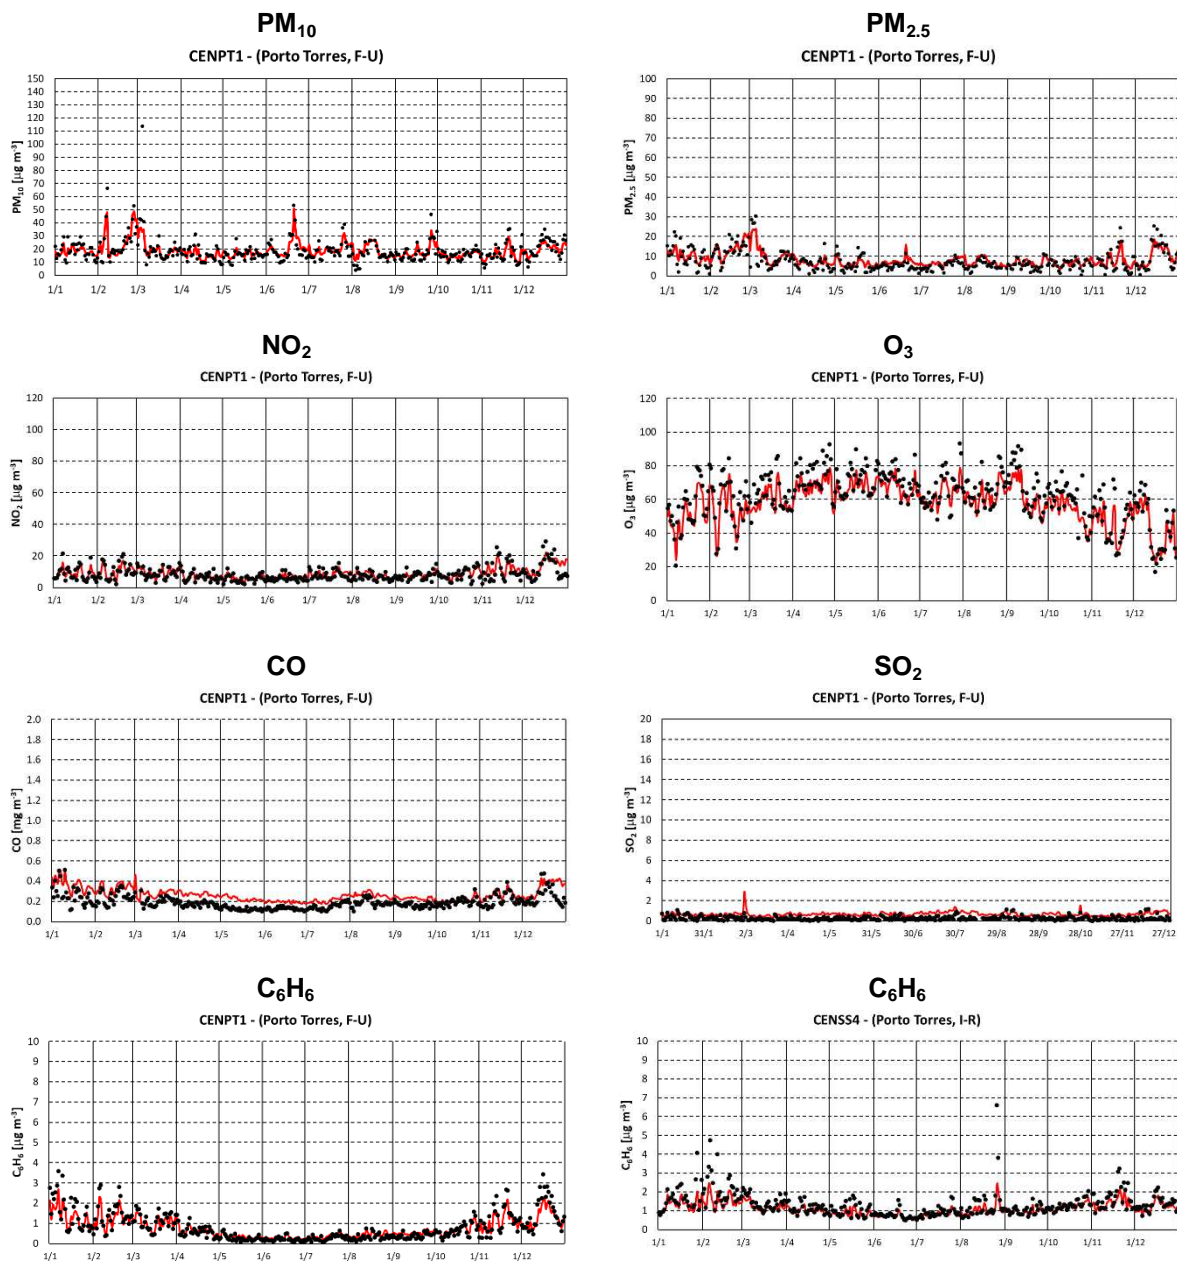 PM10
CENPT1 - (Porto Torres, F-U)
PM10 [µg m-3]
150
140
130
120
110
100
90
80
70
60
50
40
30
20
10
0
1/1 1/2 1/3 1/4 1/5 1/6 1/7 1/8 1/9 1/10 1/11 1/12
PM2.5
CENPT1 - (Porto Torres, F-U)
PM2.5 [µg m-3]
100
90
80
70
60
50
40
30
20
10
0
1/1 1/2 1/3 1/4 1/5 1/6 1/7 1/8 1/9 1/10 1/11 1/12
NO2
CENPT1 - (Porto Torres, F-U)
NO2 [µg m-3]
120
100
80
60
40
20
0
1/1 1/2 1/3 1/4 1/5 1/6 1/7 1/8 1/9 1/10 1/11 1/12
O3
CENPT1 - (Porto Torres, F-U)
O3 [µg m-3]
120
100
80
60
40
20
0
1/1 1/2 1/3 1/4 1/5 1/6 1/7 1/8 1/9 1/10 1/11 1/12
CO
CENPT1 - (Porto Torres, F-U)
CO [mg m-3]
2.0
1.8
1.6
1.4
1.2
1.0
0.8
0.6
0.4
0.2
0.0
1/1 1/2 1/3 1/4 1/5 1/6 1/7 1/8 1/9 1/10 1/11 1/12
SO2
CENPT1 - (Porto Torres, F-U)
SO2 [µg m-3]
20
18
16
14
12
10
8
6
4
2
0
1/1 31/1 2/3 1/4 1/5 31/5 30/6 30/7 29/8 28/9 28/10 27/11 27/12
C6H6
CENPT1 - (Porto Torres, F-U)
C6H6 [µg m-3]
10
9
8
7
6
5
4
3
2
1
0
1/1 1/2 1/3 1/4 1/5 1/6 1/7 1/8 1/9 1/10 1/11 1/12
C6H6
CENSS4 - (Porto Torres, I-R)
C6H6 [µg m-3]
10
9
8
7
6
5
4
3
2
1
0
1/1 1/2 1/3 1/4 1/5 1/6 1/7 1/8 1/9 1/10 1/11 1/12